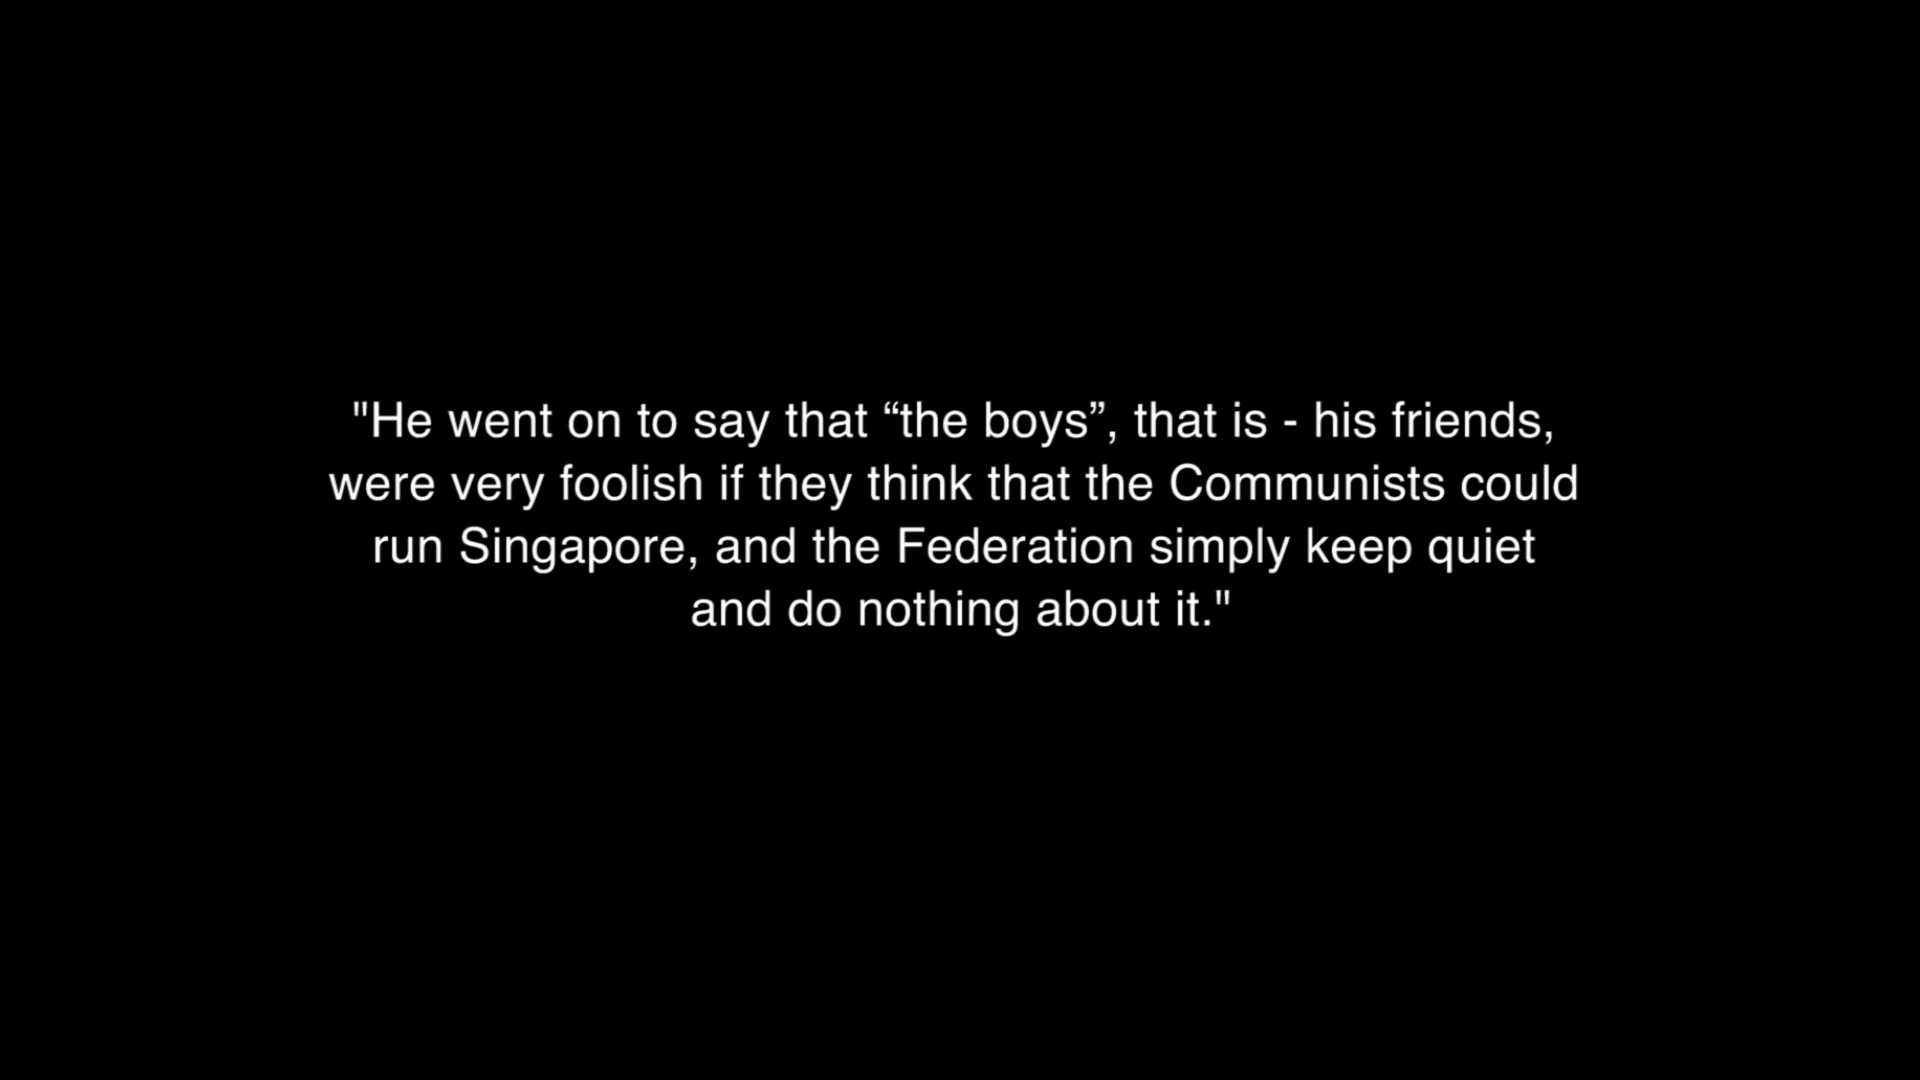 "He went on to say that “the boys”, that is - his friends,
were very foolish if they think that the Communists could
run Singapore, and the Federation simply keep quiet
and do nothing about it."